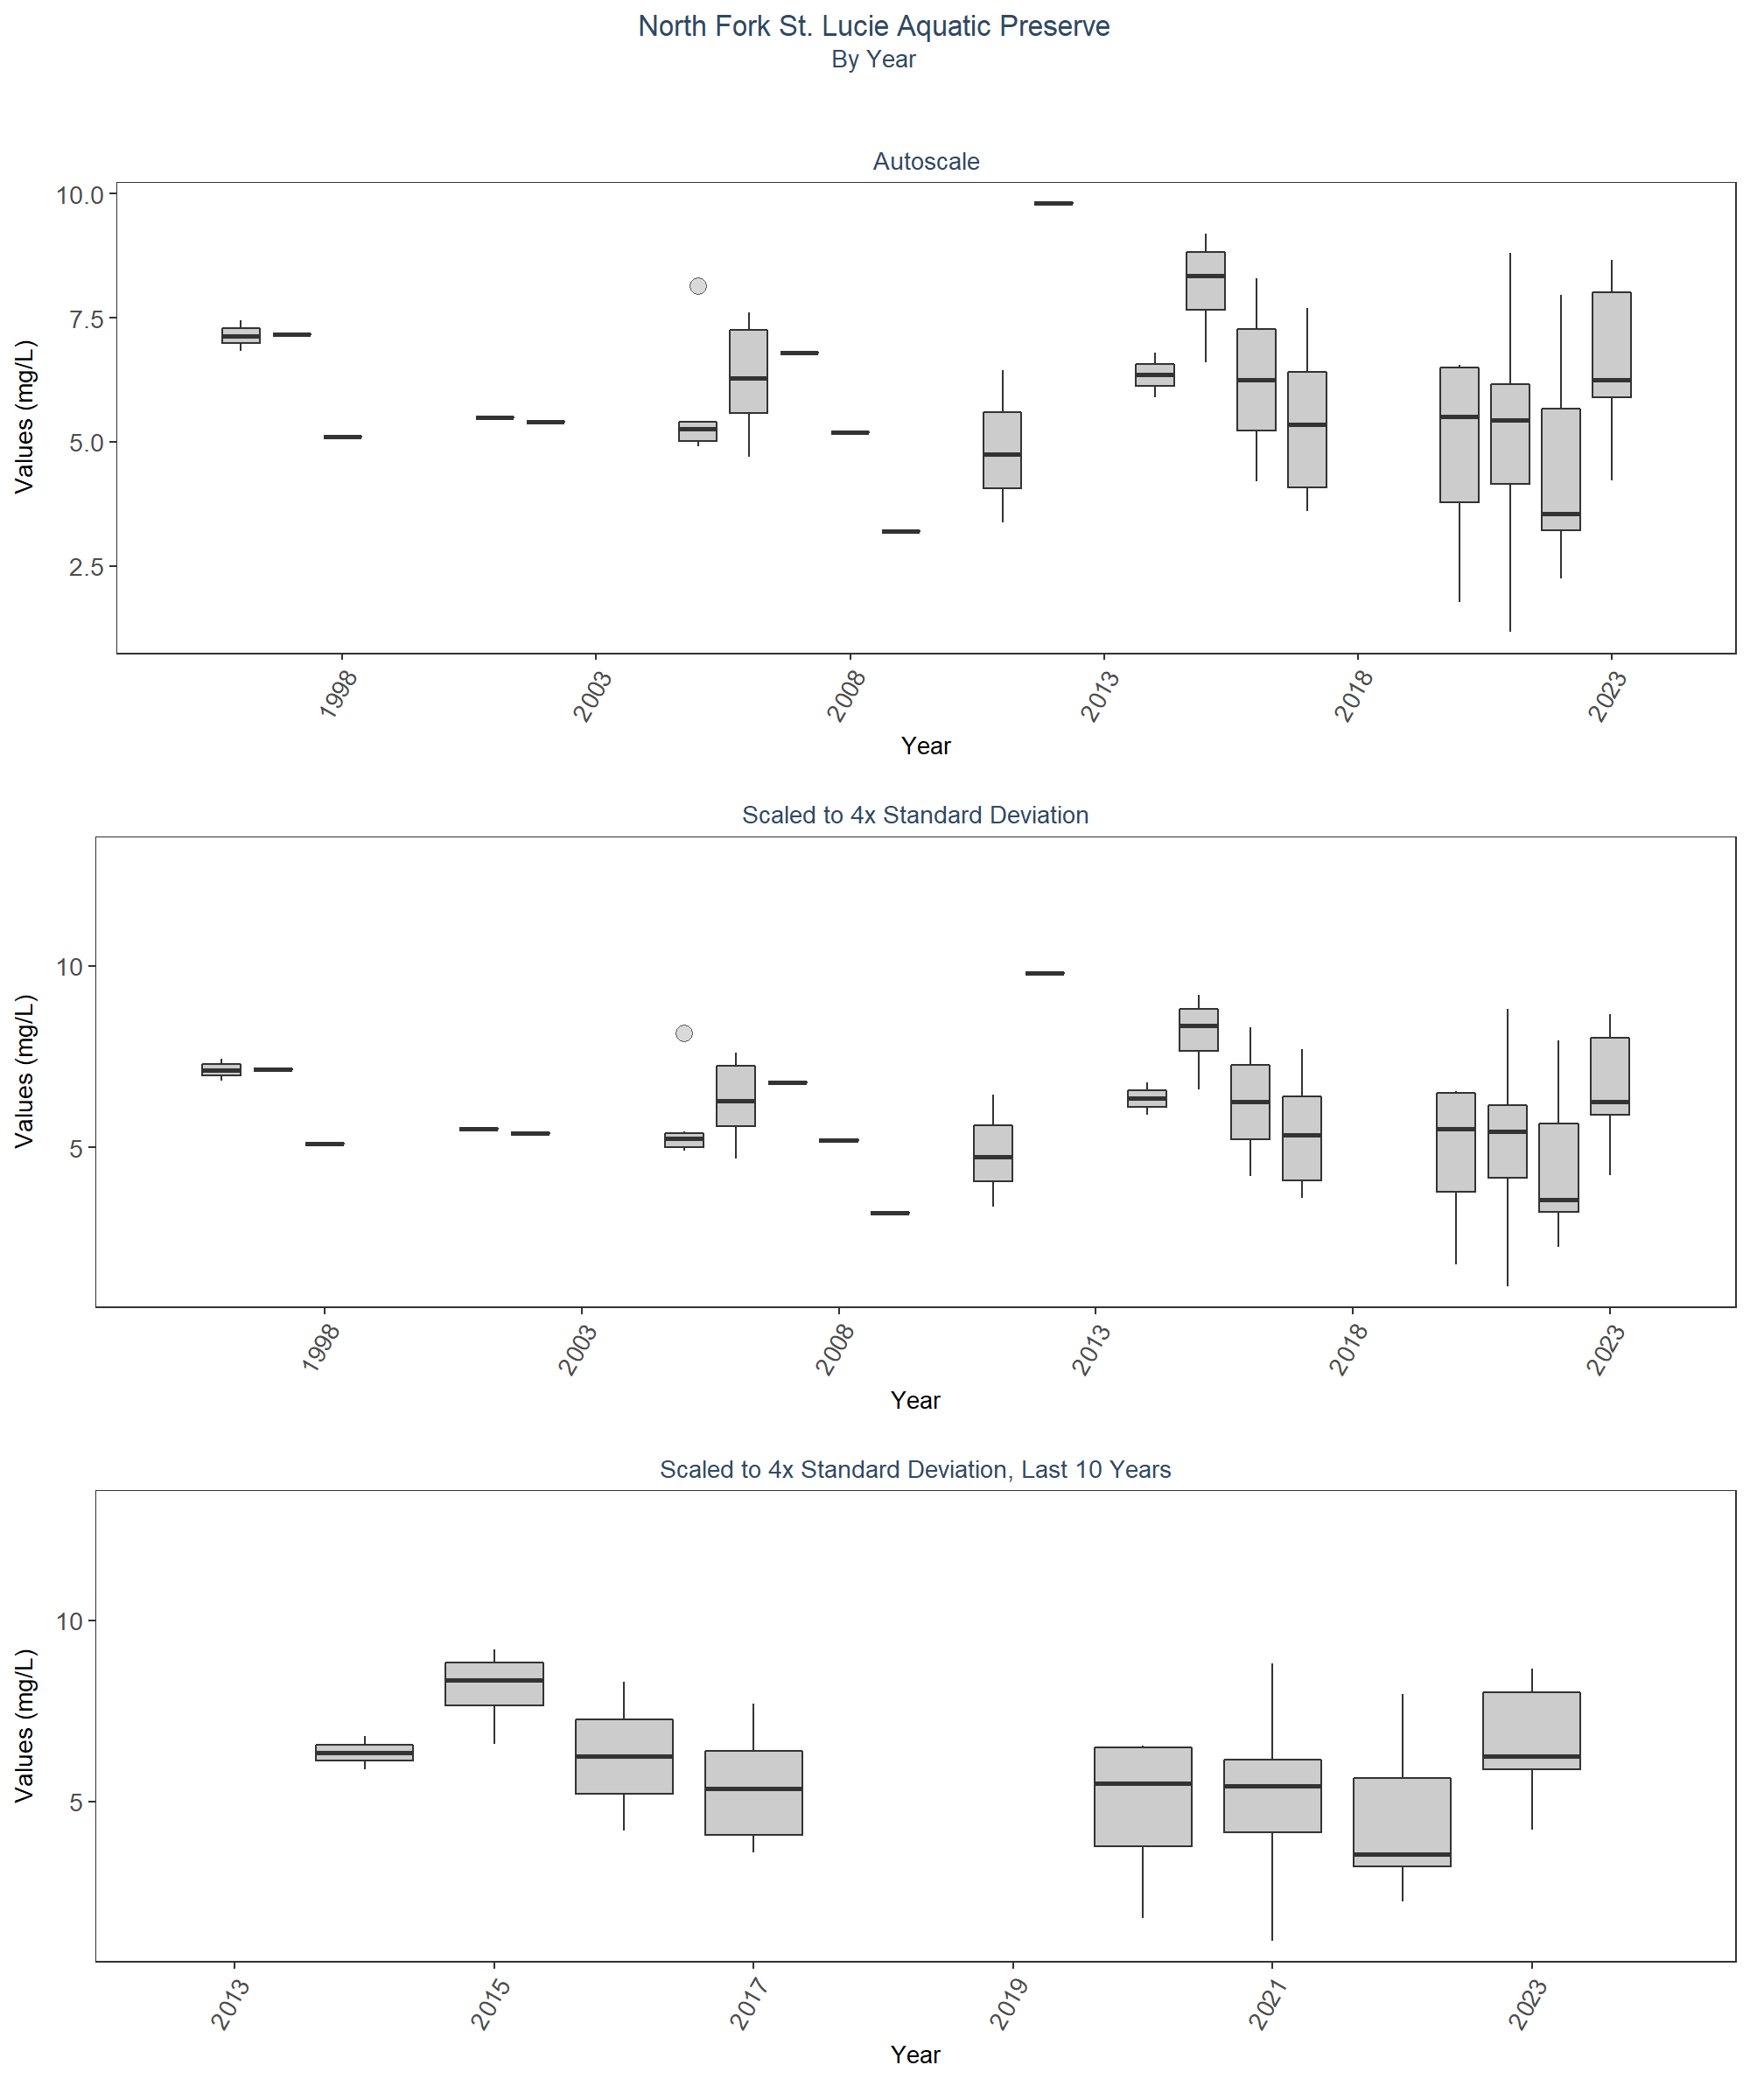 North Fork St. Lucie Aquatic Preserve
By Year
Autoscale
Values (mg/L)
10.0
7.5
5.0
2.5
1998
2003
2008
2013
2018
2023
Year
Scaled to 4x Standard Deviation
Values (mg/L)
10
5
1998
2003
2008
2013
2018
2023
Year
Scaled to 4x Standard Deviation, Last 10 Years
Values (mg/L)
10
5
2013
2015
2017
2019
2021
2023
Year